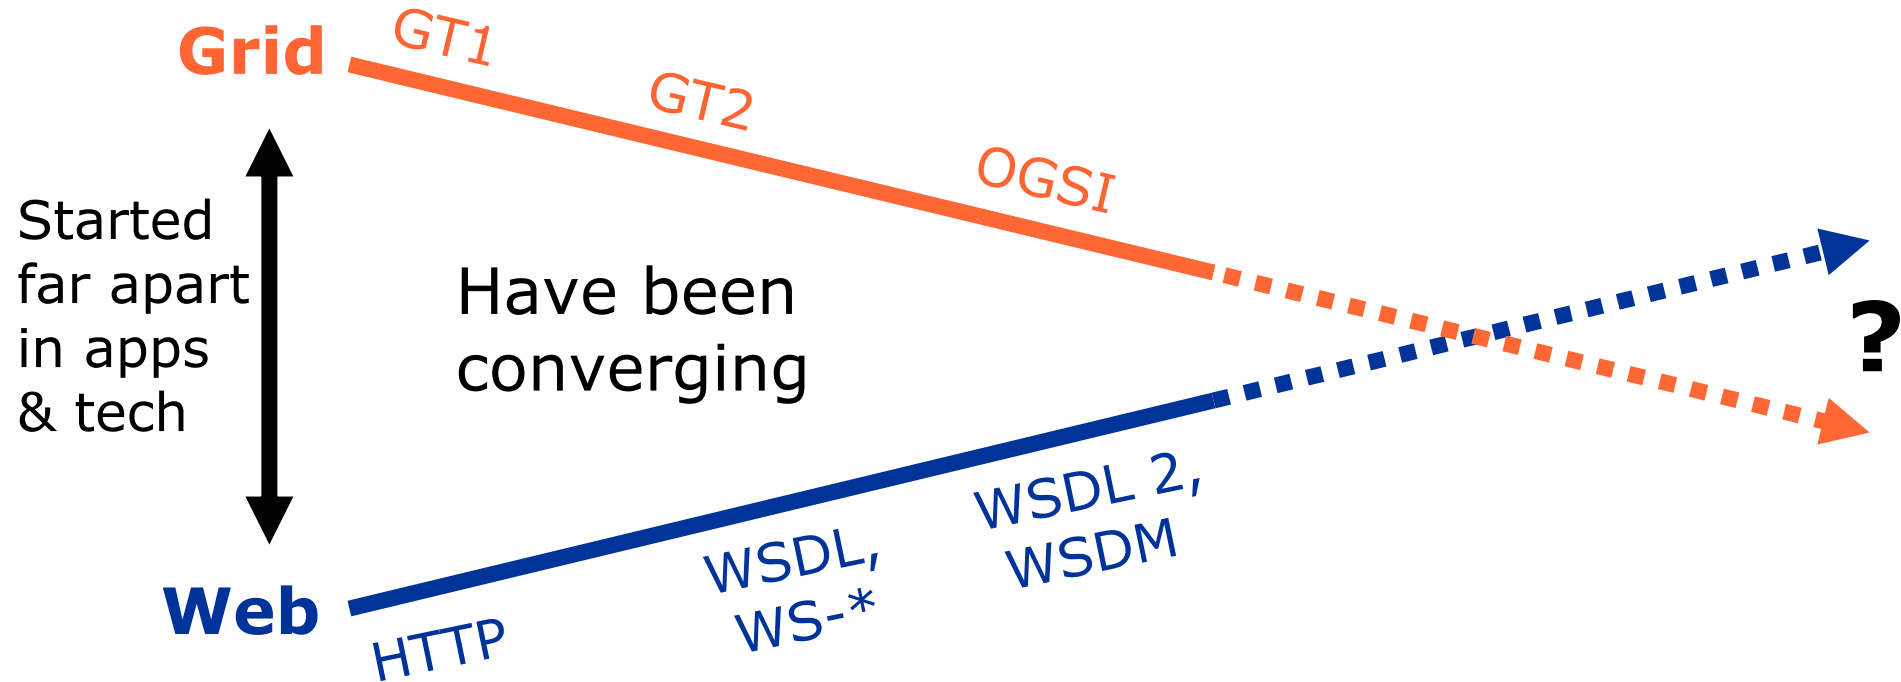 Grid
GT1
GT2
OGSI
Started
far apart
in apps
& tech
Have been
converging
?
Web
HTTP
WSDL,
WS-*
WSDL 2,
WSDM